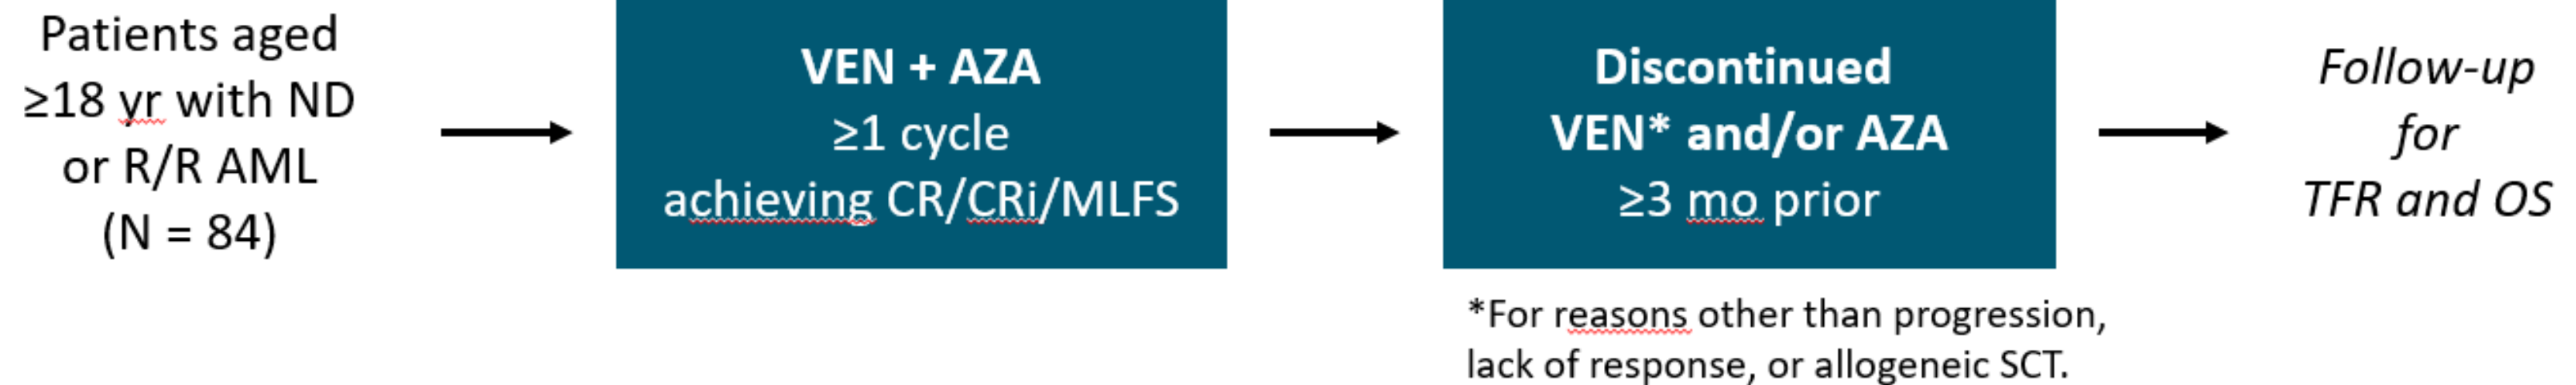 Patients aged
≥18 yr with ND
or R/R AML
(N = 84)
VEN + AZA
≥1 cycle
achieving CR/CRi/MLFS
Discontinued
VEN* and/or AZA
≥3 mo prior
*For reasons other than progression,
lack of response, or allogeneic SCT.
Follow-up
for
TFR and OS